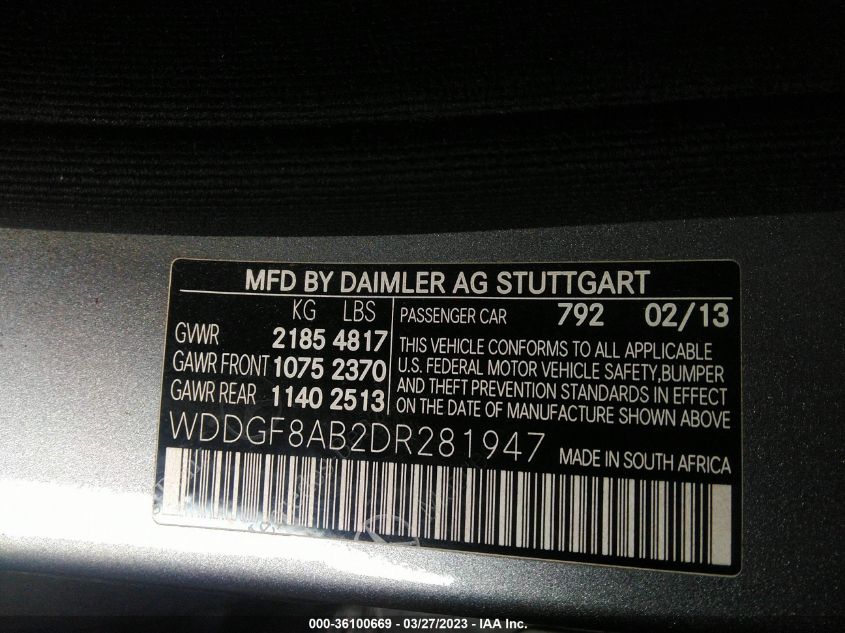 MFD BY DAIMLER AG STUTTGART
KG LBS
GVWR 2185 4817
GAWR FRONT 1075 2370
GAWR REAR 1140 2513
PASSENGER CAR 792 02/13
THIS VEHICLE CONFORMS TO ALL APPLICABLE
U.S. FEDERAL MOTOR VEHICLE SAFETY,BUMPER
AND THEFT PREVENTION STANDARDS IN EFFECT
ON THE DATE OF MANUFACTURE SHOWN ABOVE
WDDGF8AB2DR281947
MADE IN SOUTH AFRICA
000-36100669 — 03/27/2023 — IAA Inc.